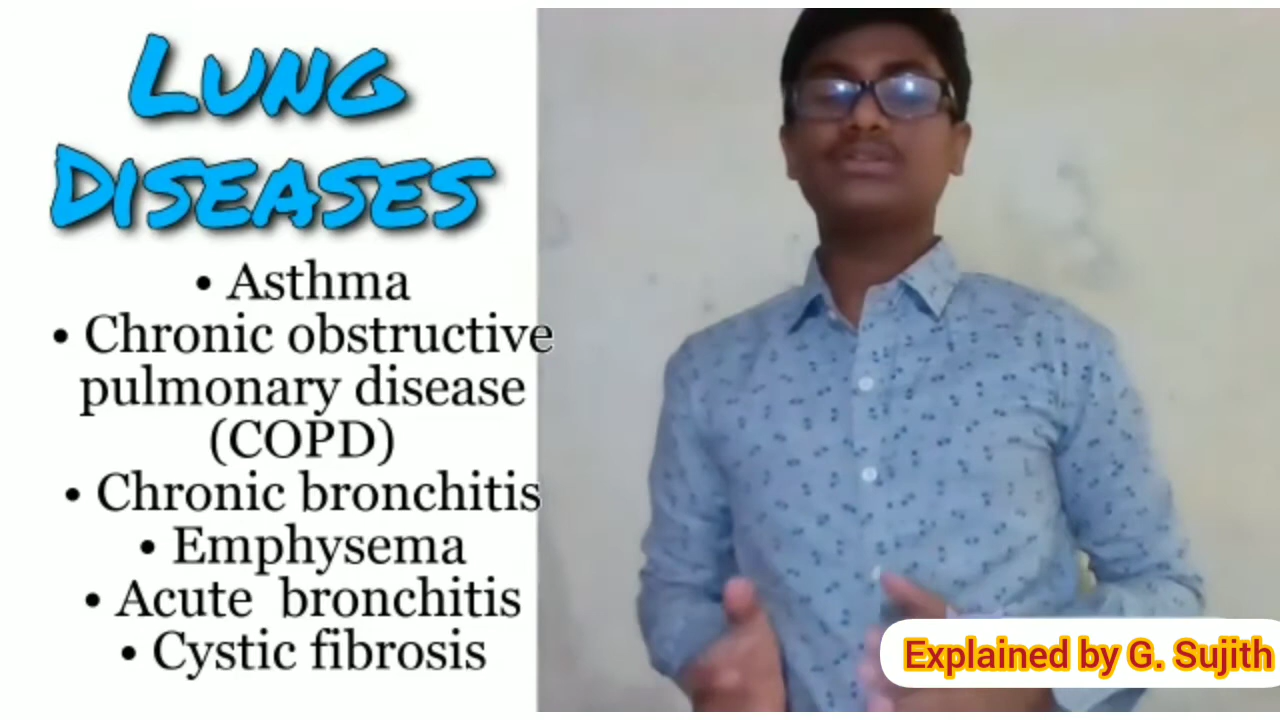 LUNG
DISEASES
• Asthma
• Chronic obstructive
pulmonary disease
(COPD)
• Chronic bronchitis
• Emphysema
• Acute bronchitis
• Cystic fibrosis
Explained by G. Sujith